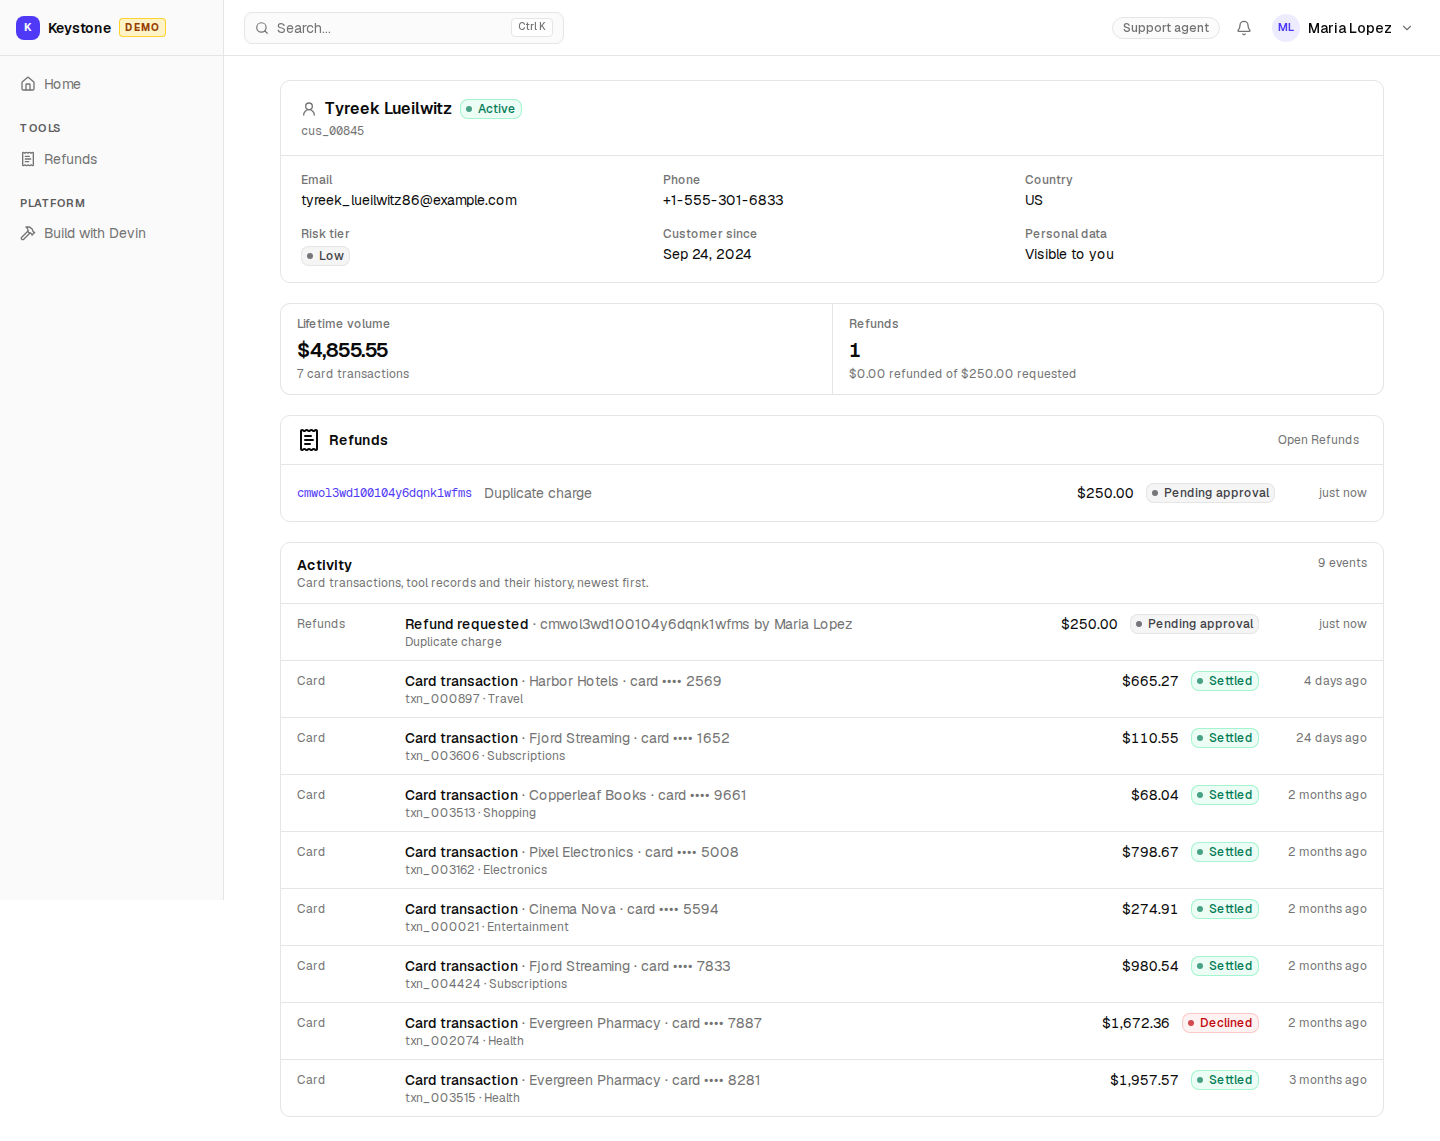 K Keystone DEMO
Search... Ctrl K
Support agent
ML Maria Lopez
Home
TOOLS
Refunds
PLATFORM
Build with Devin
Tyreek Lueilwitz Active
cus_00845
Email Phone Country
tyreek_lueilwitz86@example.com +1-555-301-6833 US
Risk tier Customer since Personal data
Low Sep 24, 2024 Visible to you
Lifetime volume
$4,855.55
7 card transactions
Refunds
1
$0.00 refunded of $250.00 requested
Refunds Open Refunds
cmwol3wd100104y6dqnk1wfms Duplicate charge $250.00 Pending approval just now
Activity 9 events
Card transactions, tool records and their history, newest first.
Refunds Refund requested · cmwol3wd100104y6dqnk1wfms by Maria Lopez $250.00 Pending approval just now
Duplicate charge
Card Card transaction · Harbor Hotels · card •••• 2569 $665.27 Settled 4 days ago
txn_000897 · Travel
Card Card transaction · Fjord Streaming · card •••• 1652 $110.55 Settled 24 days ago
txn_003606 · Subscriptions
Card Card transaction · Copperleaf Books · card •••• 9661 $68.04 Settled 2 months ago
txn_003513 · Shopping
Card Card transaction · Pixel Electronics · card •••• 5008 $798.67 Settled 2 months ago
txn_003162 · Electronics
Card Card transaction · Cinema Nova · card •••• 5594 $274.91 Settled 2 months ago
txn_000021 · Entertainment
Card Card transaction · Fjord Streaming · card •••• 7833 $980.54 Settled 2 months ago
txn_004424 · Subscriptions
Card Card transaction · Evergreen Pharmacy · card •••• 7887 $1,672.36 Declined 2 months ago
txn_002074 · Health
Card Card transaction · Evergreen Pharmacy · card •••• 8281 $1,957.57 Settled 3 months ago
txn_003515 · Health